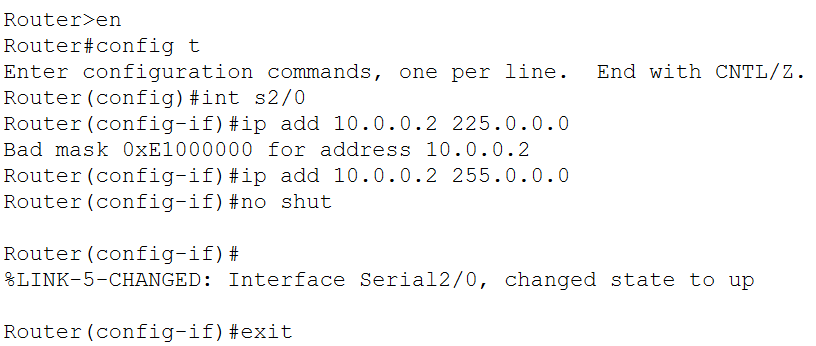 Router>en
Router#config t
Enter configuration commands, one per line.  End with CNTL/Z.
Router(config)#int s2/0
Router(config-if)#ip add 10.0.0.2 225.0.0.0
Bad mask 0xE1000000 for address 10.0.0.2
Router(config-if)#ip add 10.0.0.2 255.0.0.0
Router(config-if)#no shut
Router(config-if)#
%LINK-5-CHANGED: Interface Serial2/0, changed state to up
Router(config-if)#exit